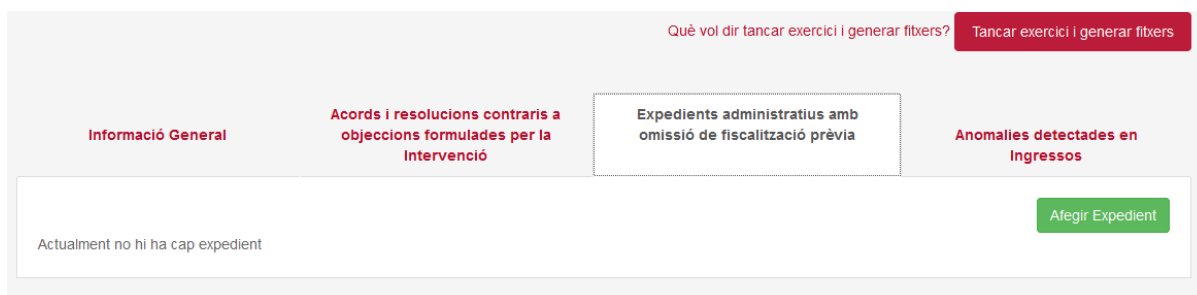 Què vol dir tancar exercici i generar fitxers?
Tancar exercici i generar fitxers
Informació General
Acords i resolucions contraris a
objeccions formulades per la
Intervenció
Expedients administratius amb
omissió de fiscalització prèvia
Anomalies detectades en
Ingressos
Afegir Expedient
Actualment no hi ha cap expedient